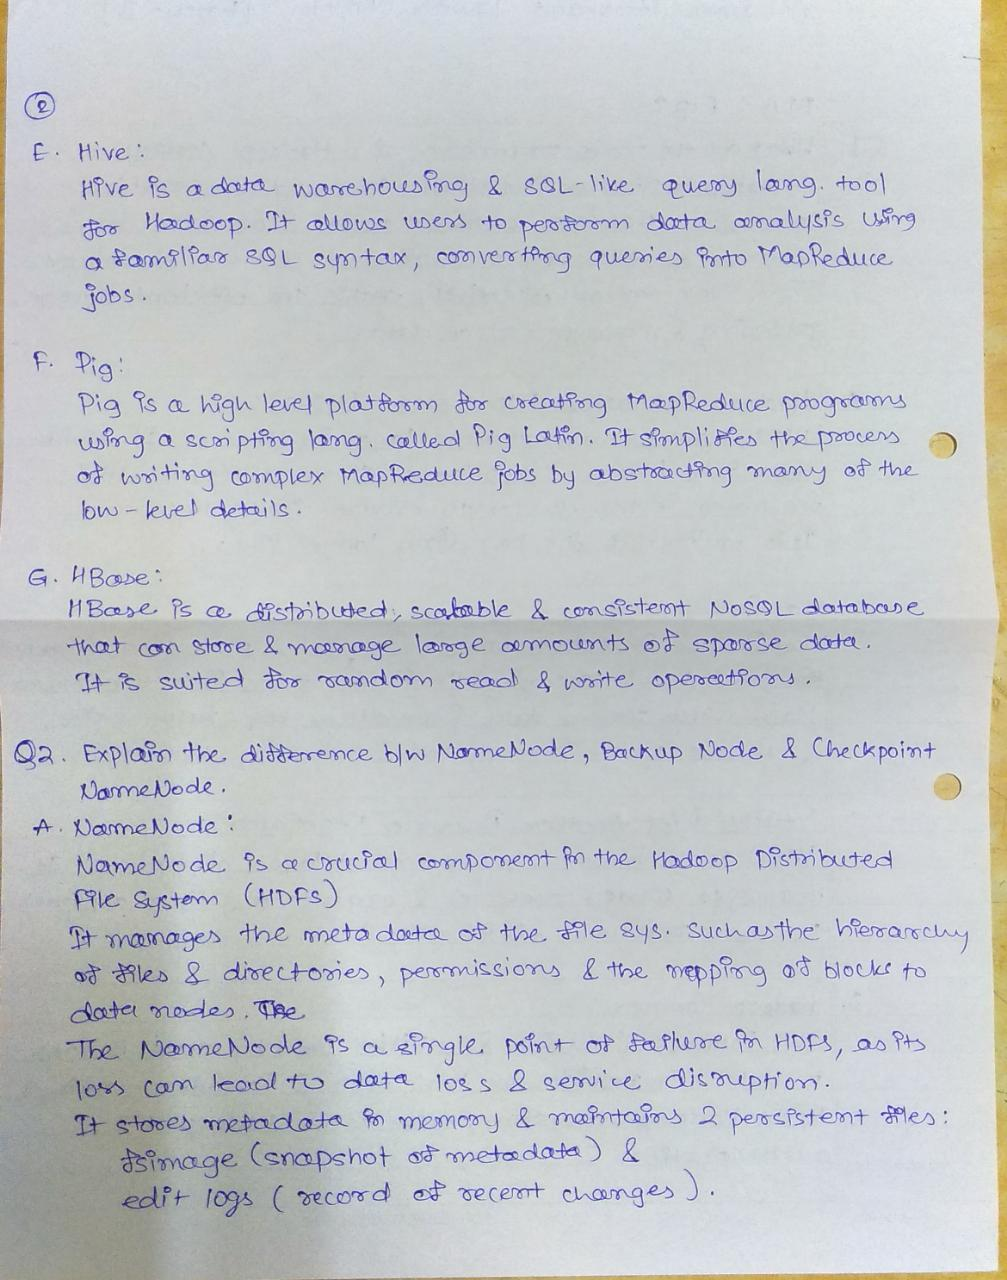 2
E. Hive:
Hive is a data warehousing & SQL-like query lang. tool
for Hadoop. It allows users to perform data analysis using
a familiar SQL syntax, converting queries into MapReduce
jobs.
F. Pig:
Pig is a high level platform for creating MapReduce programs
using a scripting lang. called Pig Latin. It simplifies the process
of writing complex MapReduce jobs by abstracting many of the
low-level details.
G. HBase:
HBase is a distributed, scalable & consistent NoSQL database
that can store & manage large amounts of sparse data.
It is suited for random read & write operations.
Q2. Explain the difference b/w NameNode, Backup Node & Checkpoint
NameNode.
A. NameNode:
NameNode is a crucial component in the Hadoop Distributed
File System (HDFS)
It manages the metadata of the file sys. such as the hierarchy
of files & directories, permissions & the mapping of blocks to
data nodes. The
The NameNode is a single point of failure in HDFS, as its
loss can lead to data loss & service disruption.
It stores metadata in memory & maintains 2 persistent files:
fsimage (snapshot of metadata) &
edit logs (record of recent changes).